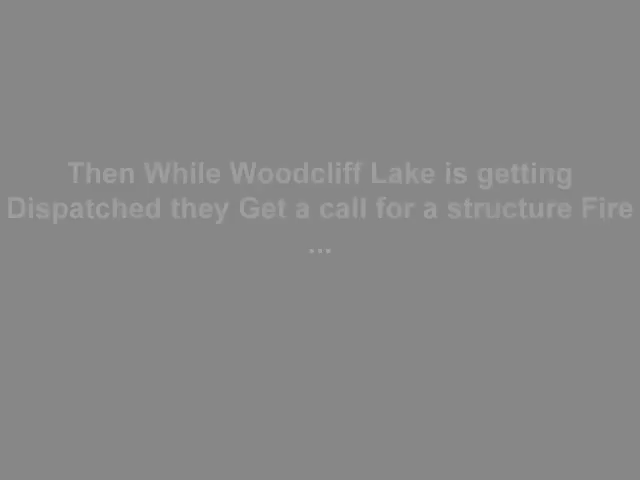 Then While Woodcliff Lake is getting
Dispatched they Get a call for a structure Fire
...